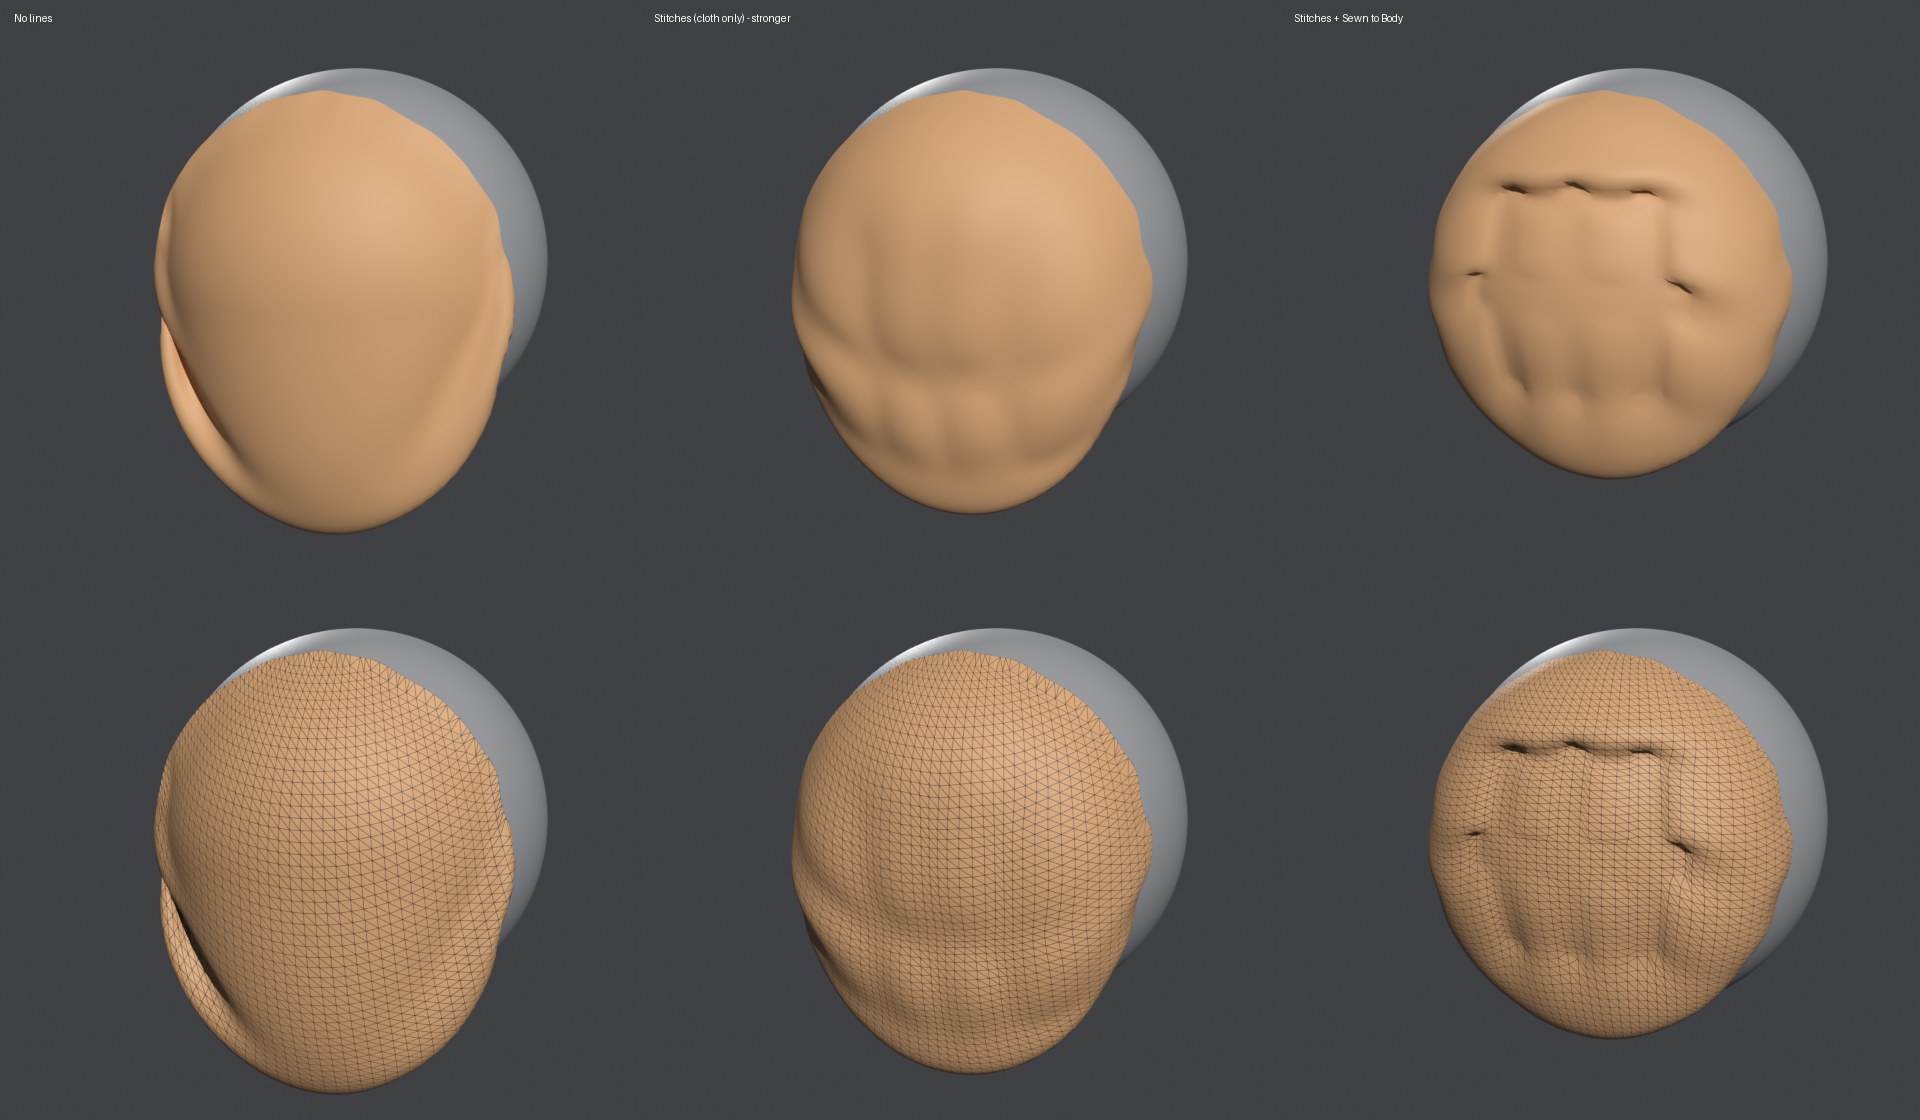 No lines
Stitches (cloth only) - stronger
Stitches + Sewn to Body